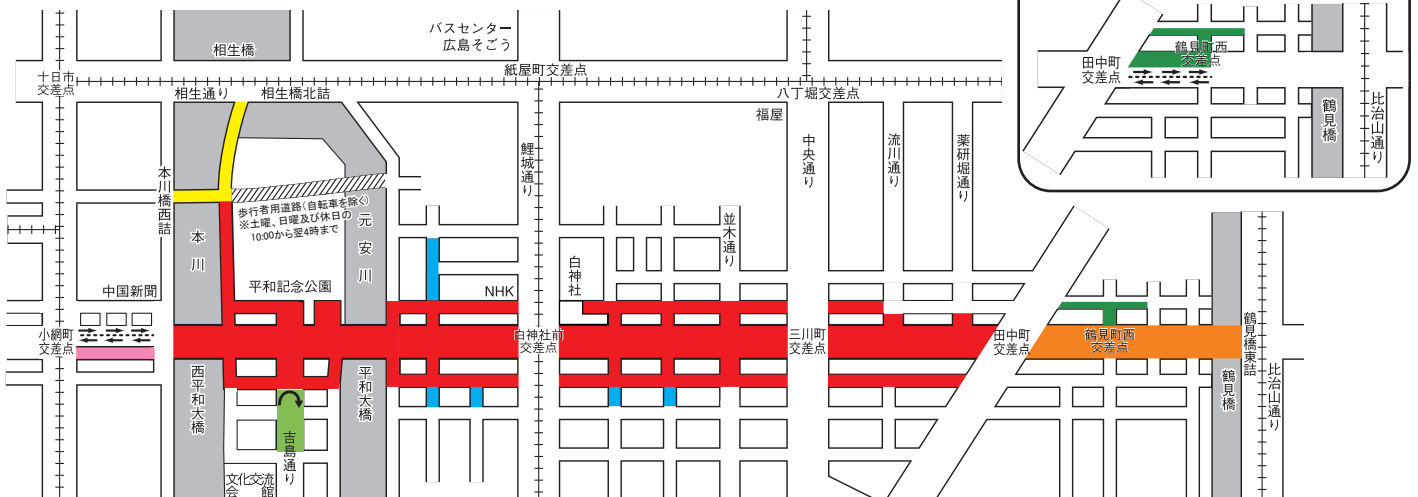 相生橋
バスセンター
広島そごう
十日市
交差点
紙屋町交差点
相生通り
相生橋北詰
八丁堀交差点
福屋
本川橋西詰
鯉城通り
中央通り
流川通り
薬研堀通り
歩行者用道路(自転車を除く)
※土曜、日曜及び休日の
10:00から翌4時まで
本川
元安川
並木通り
白神社
中国新聞
平和記念公園
NHK
小網町
交差点
白神社前
交差点
三川町
交差点
田中町
交差点
鶴見町西
交差点
鶴見橋東詰
西平和大橋
平和大橋
吉島通り
文化交流
会館
鶴見橋
比治山通り
田中町
交差点
鶴見町西
交差点
鶴見橋
比治山通り